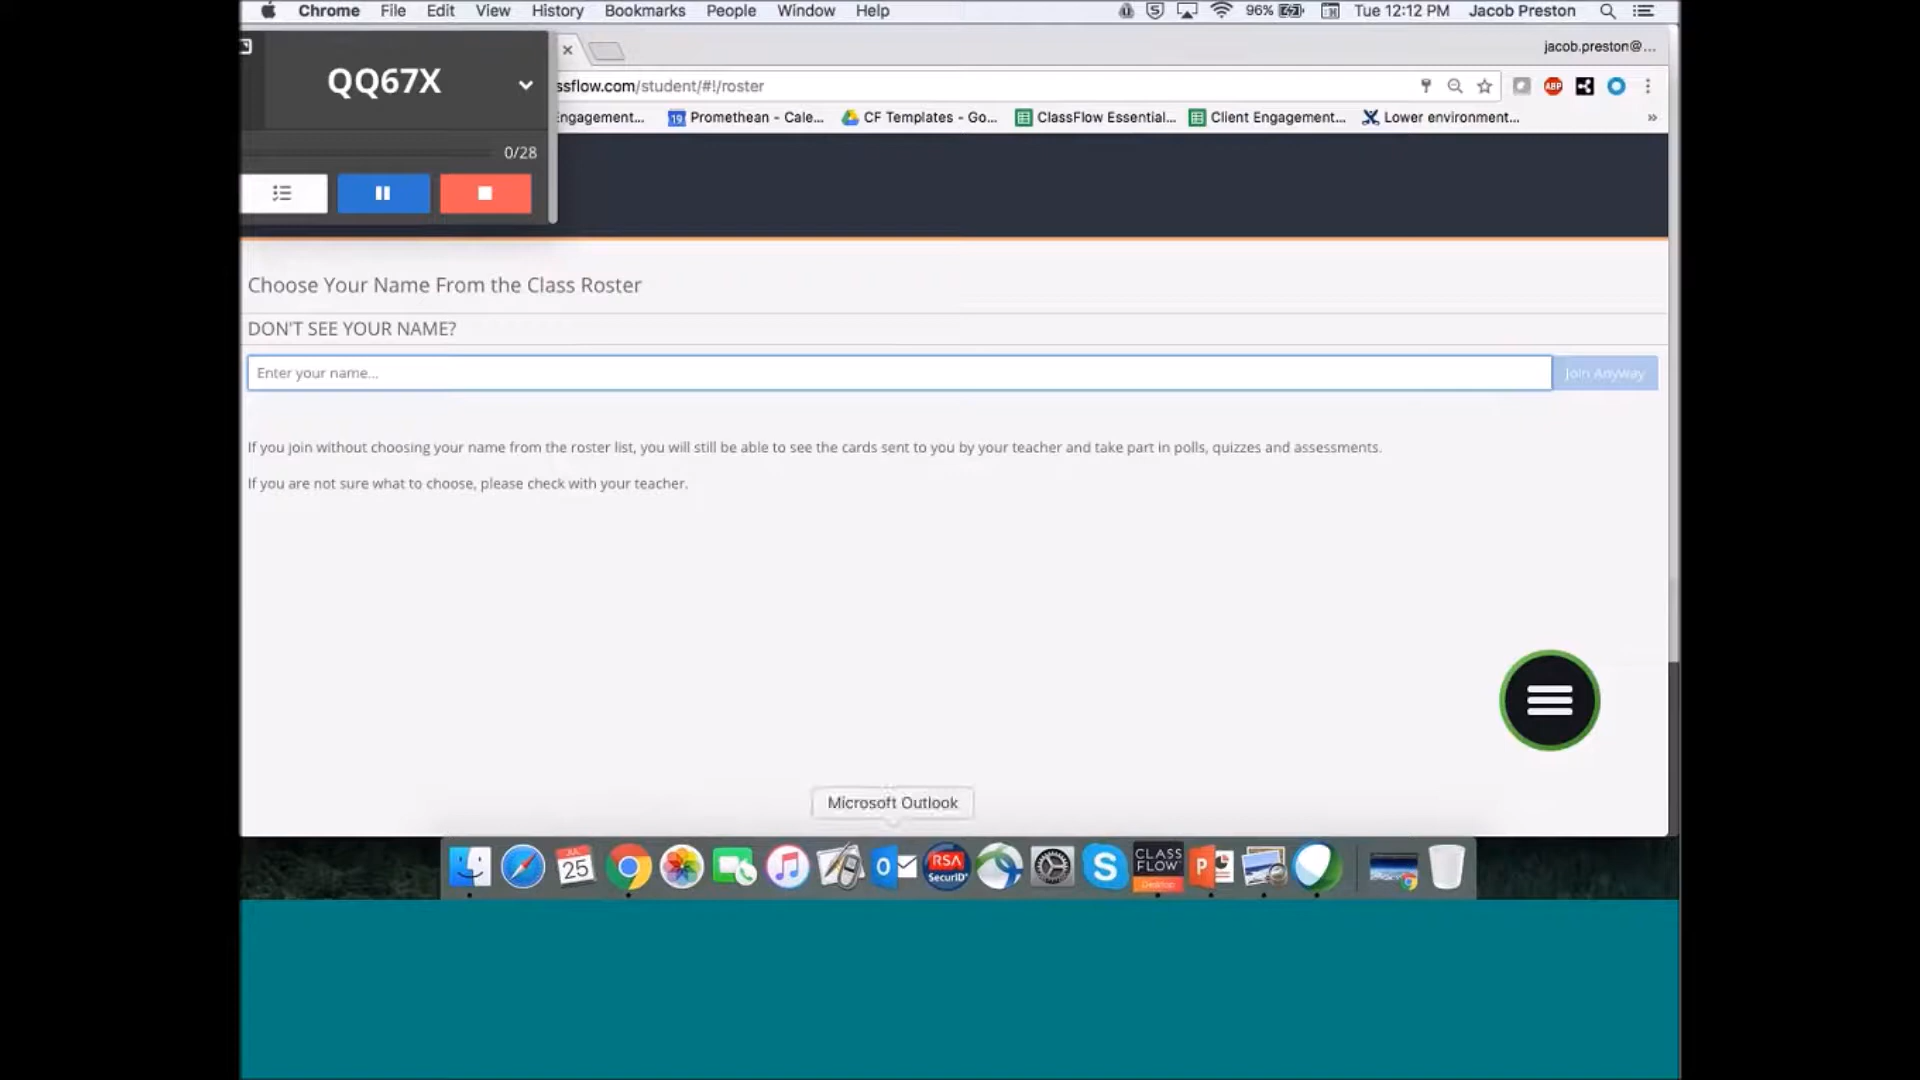 Chrome File Edit View History Bookmarks People Window Help 96% Tue 12:12 PM Jacob Preston
jacob.preston@...
QQ67X
ssflow.com/student/#!/roster
ABP
ngagement... 19 Promethean - Cale... CF Templates - Go... ClassFlow Essential... Client Engagement... Lower environment... »
0/28
Choose Your Name From the Class Roster
DON'T SEE YOUR NAME?
Enter your name...
Join Anyway
If you join without choosing your name from the roster list, you will still be able to see the cards sent to you by your teacher and take part in polls, quizzes and assessments.
If you are not sure what to choose, please check with your teacher.
Microsoft Outlook
JUL
25
RSA
SecurID
CLASS
FLOW
Desktop